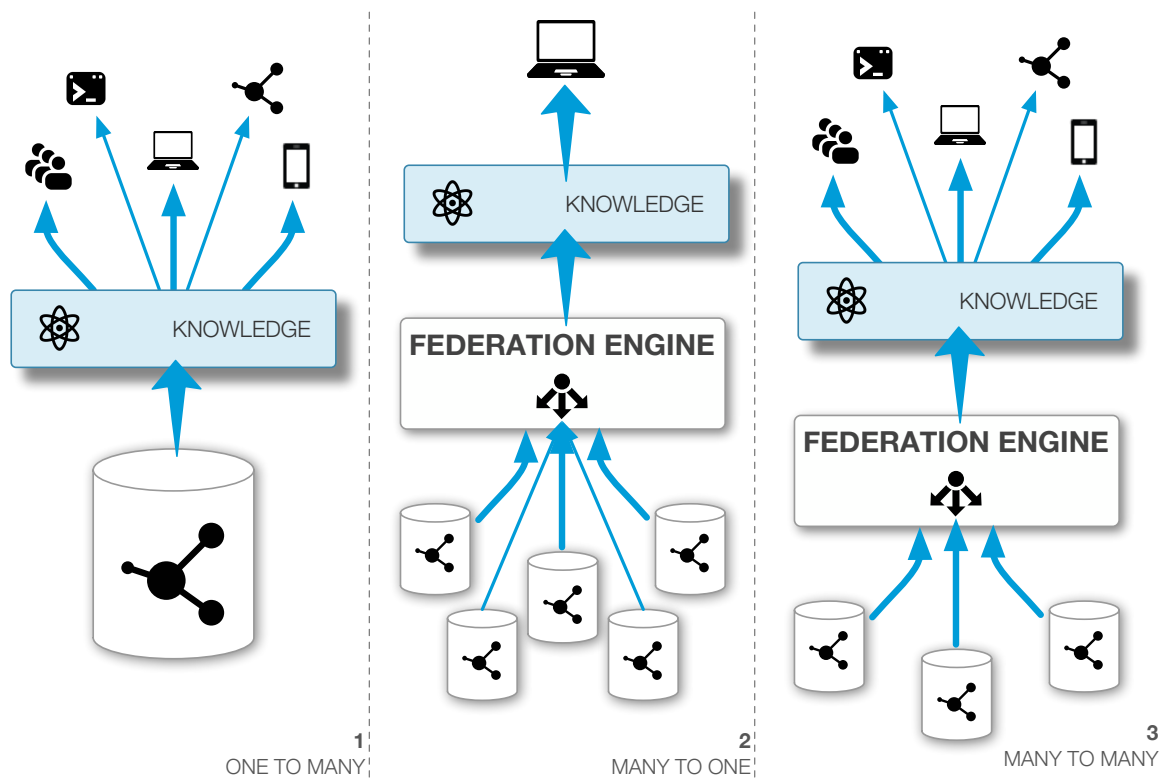 KNOWLEDGE
1
ONE TO MANY
KNOWLEDGE
FEDERATION ENGINE
2
MANY TO ONE
KNOWLEDGE
FEDERATION ENGINE
3
MANY TO MANY